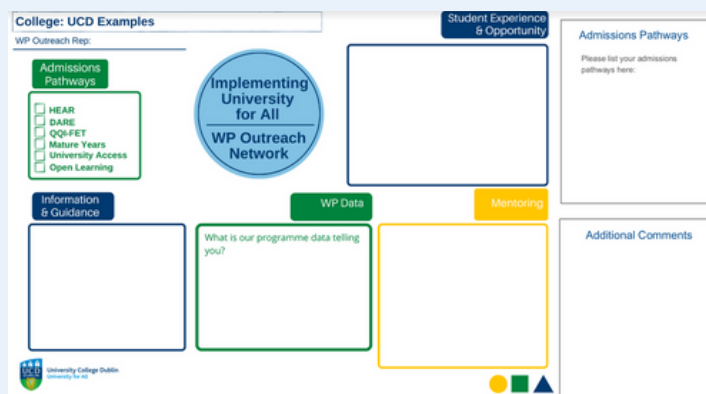 College: UCD Examples
WP Outreach Rep:
Admissions
Pathways
HEAR
DARE
QQI-FET
Mature Years
University Access
Open Learning
Implementing
University
for All
WP Outreach
Network
Student Experience
& Opportunity
Information
& Guidance
WP Data
What is our programme data telling
you?
Mentoring
UCD
University College Dublin
University for All
Admissions Pathways
Please list your admissions
pathways here:
Additional Comments